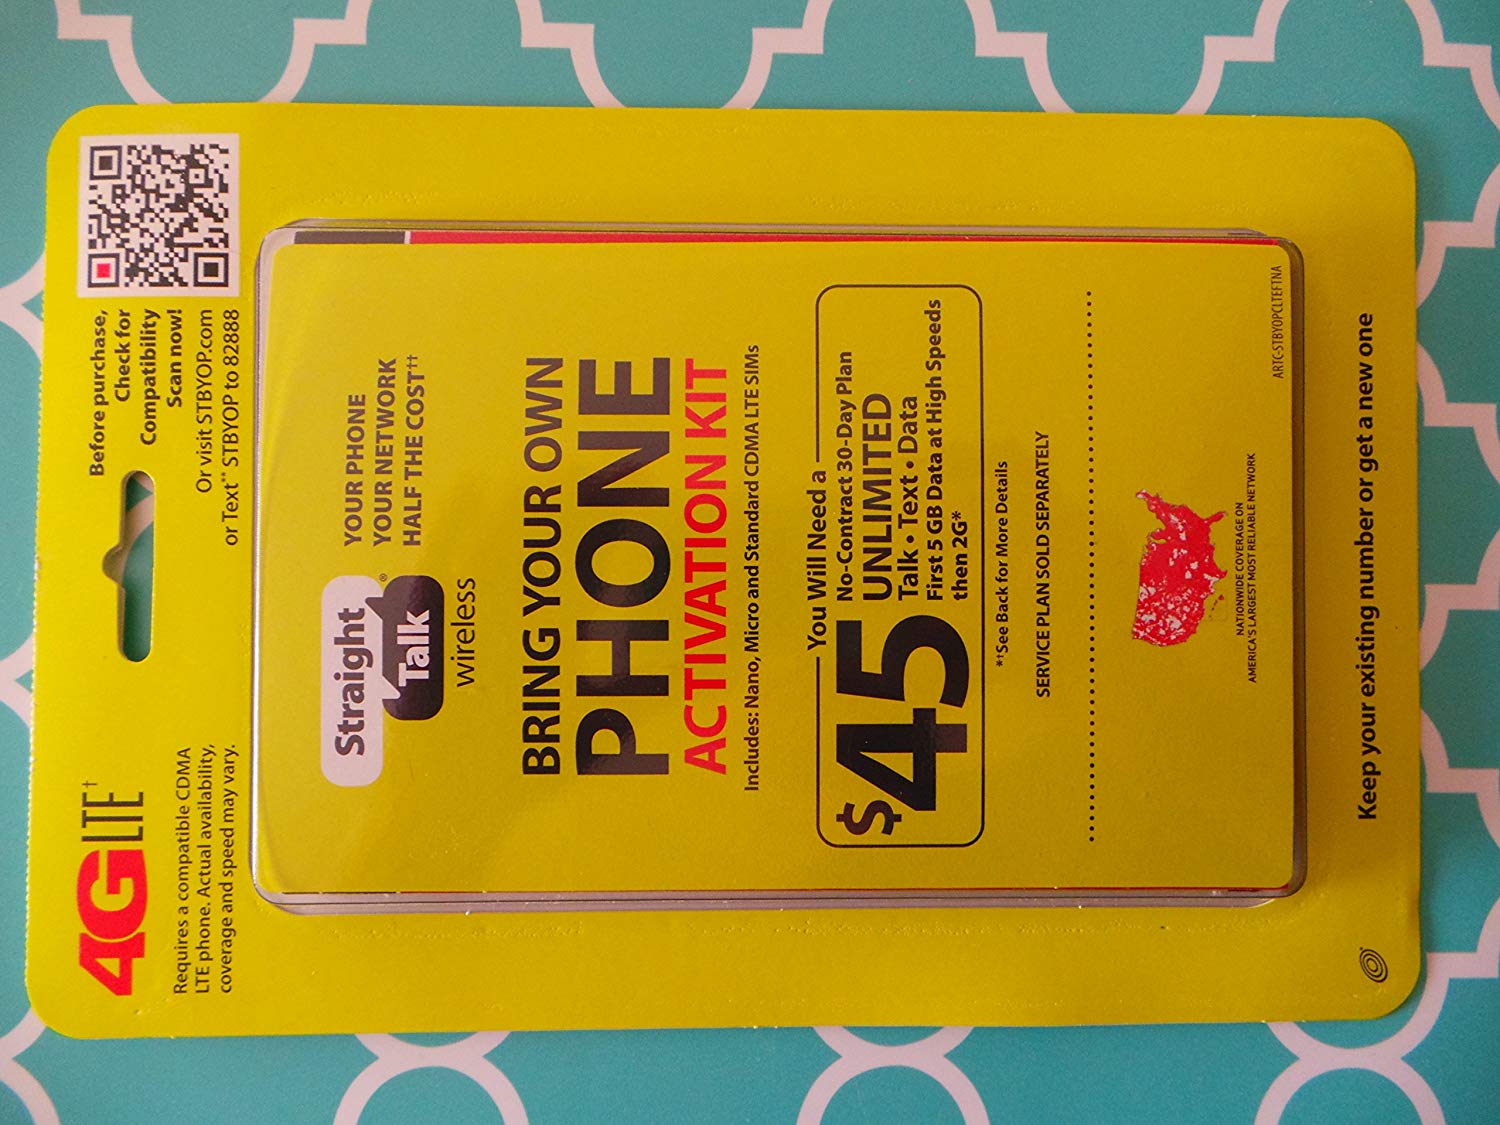 4G LTE†
Requires a compatible CDMA
LTE phone. Actual availability,
coverage and speed may vary.
Before purchase,
Check for
Compatibility
Scan now!
Or visit STBYOP.com
or Text** STBYOP to 82888
Straight
Talk®
wireless
YOUR PHONE
YOUR NETWORK
HALF THE COST††
BRING YOUR OWN
PHONE
ACTIVATION KIT
Includes: Nano, Micro and Standard CDMA LTE SIMs
You Will Need a
$45
No-Contract 30-Day Plan
UNLIMITED
Talk • Text • Data
First 5 GB Data at High Speeds
then 2G*
*†See Back for More Details
SERVICE PLAN SOLD SEPARATELY
NATIONWIDE COVERAGE ON
AMERICA'S LARGEST MOST RELIABLE NETWORK
ARTC-STBYOPCLTEFTNA
Keep your existing number or get a new one